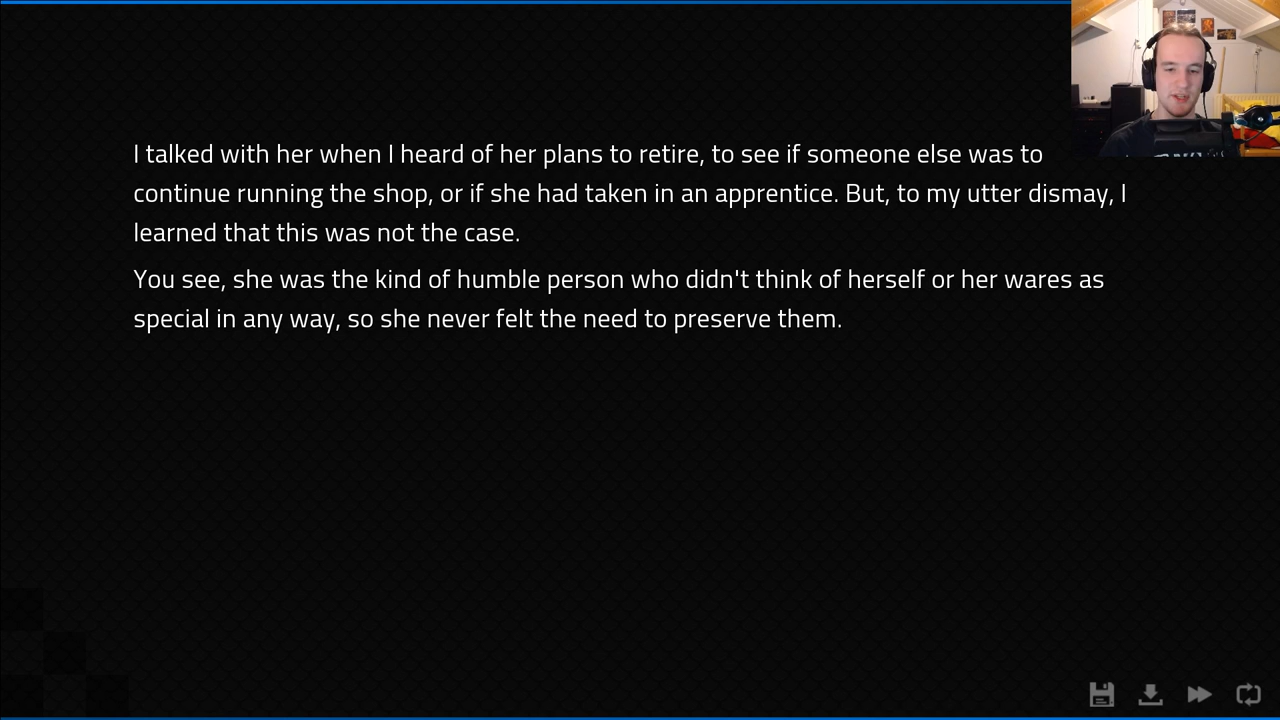 I talked with her when I heard of her plans to retire, to see if someone else was to
continue running the shop, or if she had taken in an apprentice. But, to my utter dismay, I
learned that this was not the case.
You see, she was the kind of humble person who didn't think of herself or her wares as
special in any way, so she never felt the need to preserve them.